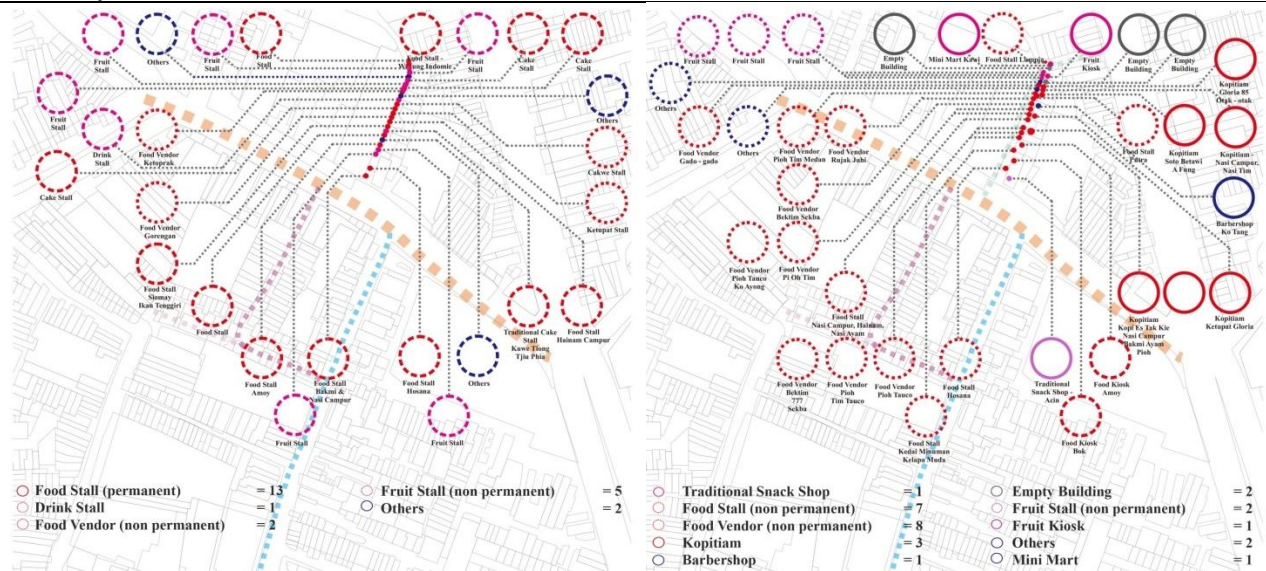 Fruit
Stall
Others
Fruit
Stall
Food
Stall
Food Stall -
Warung Indomie
Fruit
Stall
Cake
Stall
Cake
Stall
Fruit
Stall
Others
Drink
Stall
Food Vendor
Ketoprak
Cakwe Stall
Cake Stall
Ketupat Stall
Food Vendor
Gorengan
Food Stall
Siomay
Ikan Tenggiri
Food Stall
Traditional Cake
Stall
Kuwe Tiong
Tjiu Phia
Food Stall
Hainam Campur
Food Stall
Amoy
Food Stall
Bakmi &
Nasi Campur
Food Stall
Hosana
Others
Fruit Stall
Fruit Stall
Food Stall (permanent) = 13
Drink Stall = 1
Food Vendor (non permanent) = 2
Fruit Stall (non permanent) = 5
Others = 2
Fruit Stall
Fruit Stall
Fruit Stall
Empty
Building
Mini Mart Kawi
Food Stall Lumpia
Fruit
Kiosk
Empty
Building
Empty
Building
Kopitiam
Gloria 85
Otak - otak
Others
Food Vendor
Gado - gado
Others
Food Vendor
Pioh Tim Medan
Food Vendor
Rujak Juhi
Food Stall
Kopitiam
Soto Betawi
A Fung
Kopitiam -
Nasi Campur,
Nasi Tim
Food Vendor
Bektim Sekba
Barbershop
Ko Tang
Food Vendor
Pioh Tauco
Ko Ayong
Food Vendor
Pi Oh Tim
Food Stall
Nasi Campur, Hainam,
Nasi Ayam
Kopitiam
Kopi Es Tak Kie
Nasi Campur
Bakmi Ayam
Pioh
Kopitiam
Ketupat Gloria
Food Vendor
Bektim
777
Sekba
Food Vendor
Pioh
Tim Tauco
Food Vendor
Pioh Tauco
Food Stall
Hosana
Traditional
Snack Shop -
Acin
Food Kiosk
Amoy
Food Stall
Kedai Minuman
Kelapa Muda
Food Kiosk
Bok
Traditional Snack Shop = 1
Food Stall (non permanent) = 7
Food Vendor (non permanent) = 8
Kopitiam = 3
Barbershop = 1
Empty Building = 2
Fruit Stall (non permanent) = 2
Fruit Kiosk = 1
Others = 2
Mini Mart = 1